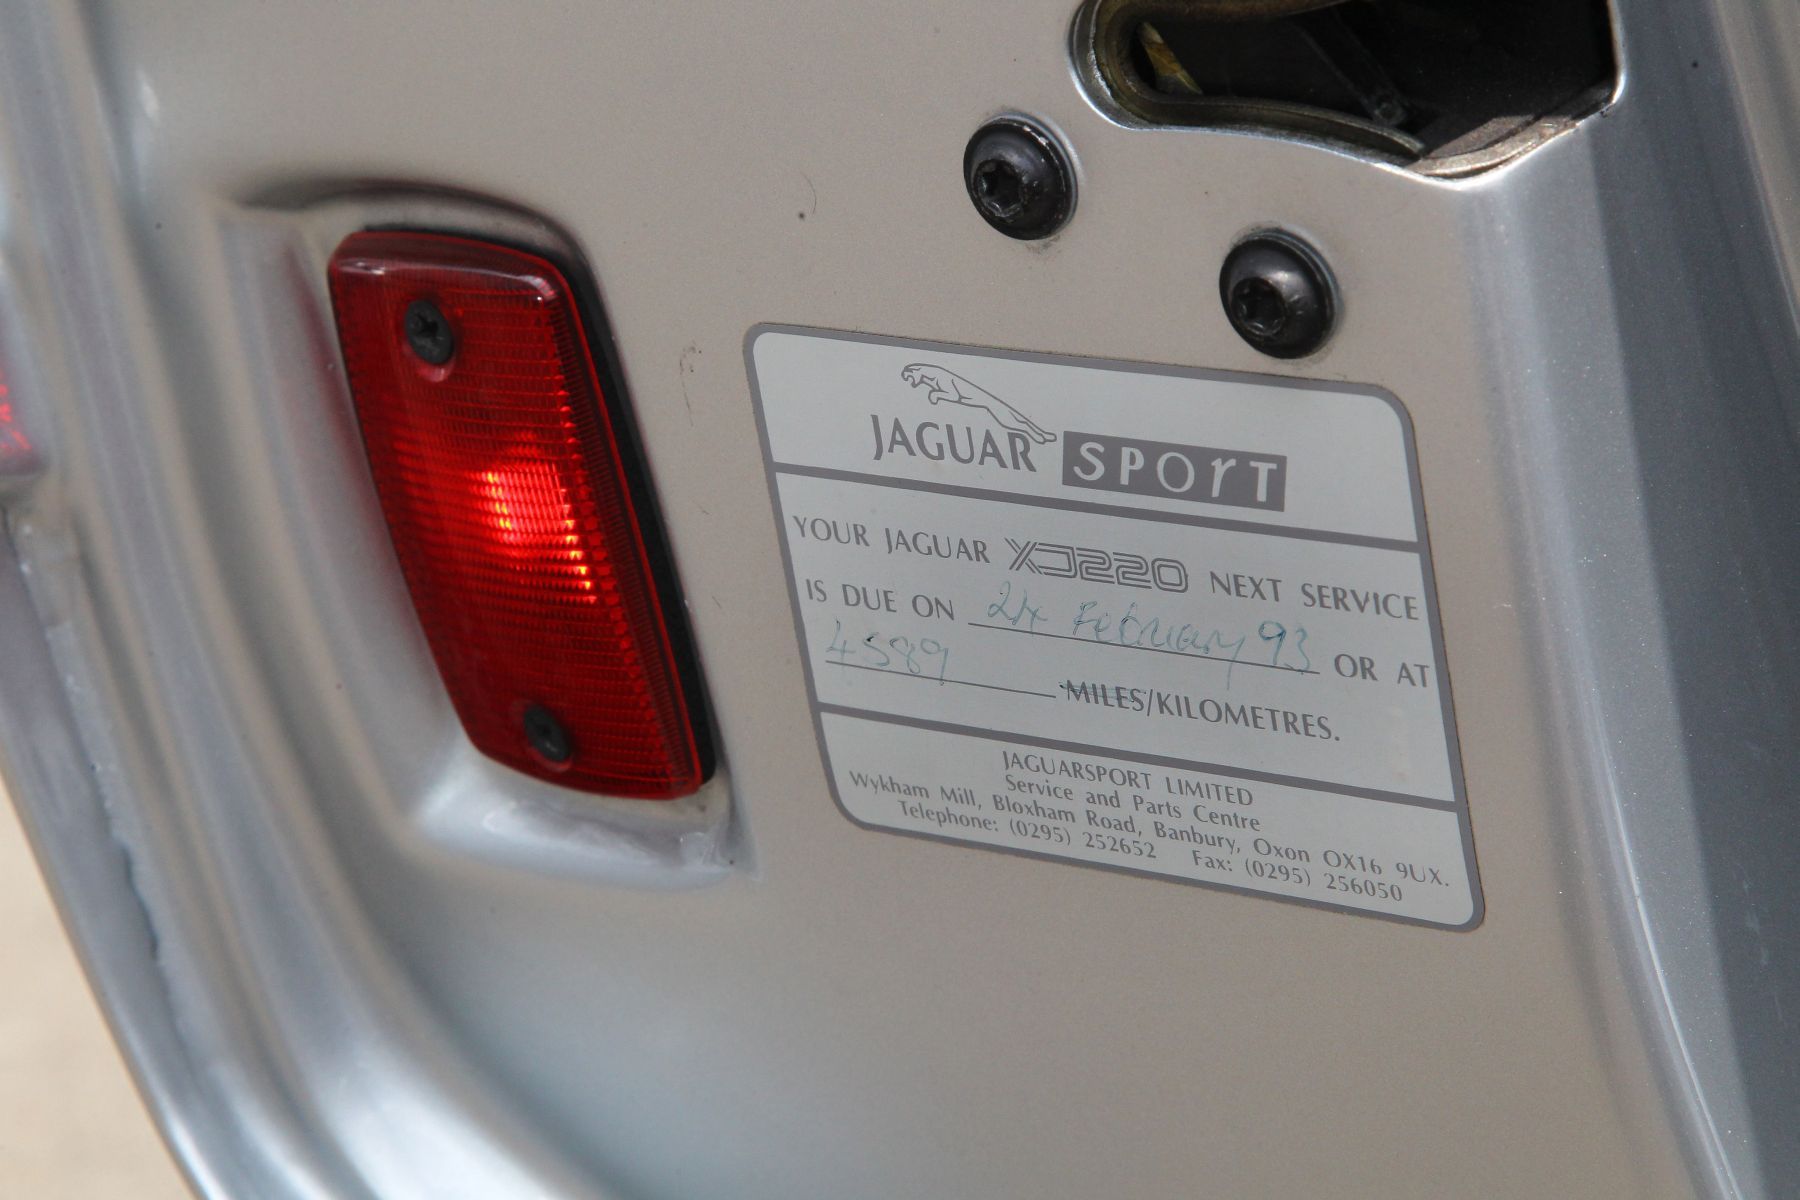 JAGUAR SPORT
YOUR JAGUAR XJ220 NEXT SERVICE
IS DUE ON 24 February 93 OR AT
4589 MILES/KILOMETRES.
JAGUARSPORT LIMITED
Service and Parts Centre
Wykham Mill, Bloxham Road, Banbury, Oxon OX16 9UX.
Telephone: (0295) 252652 Fax: (0295) 256050